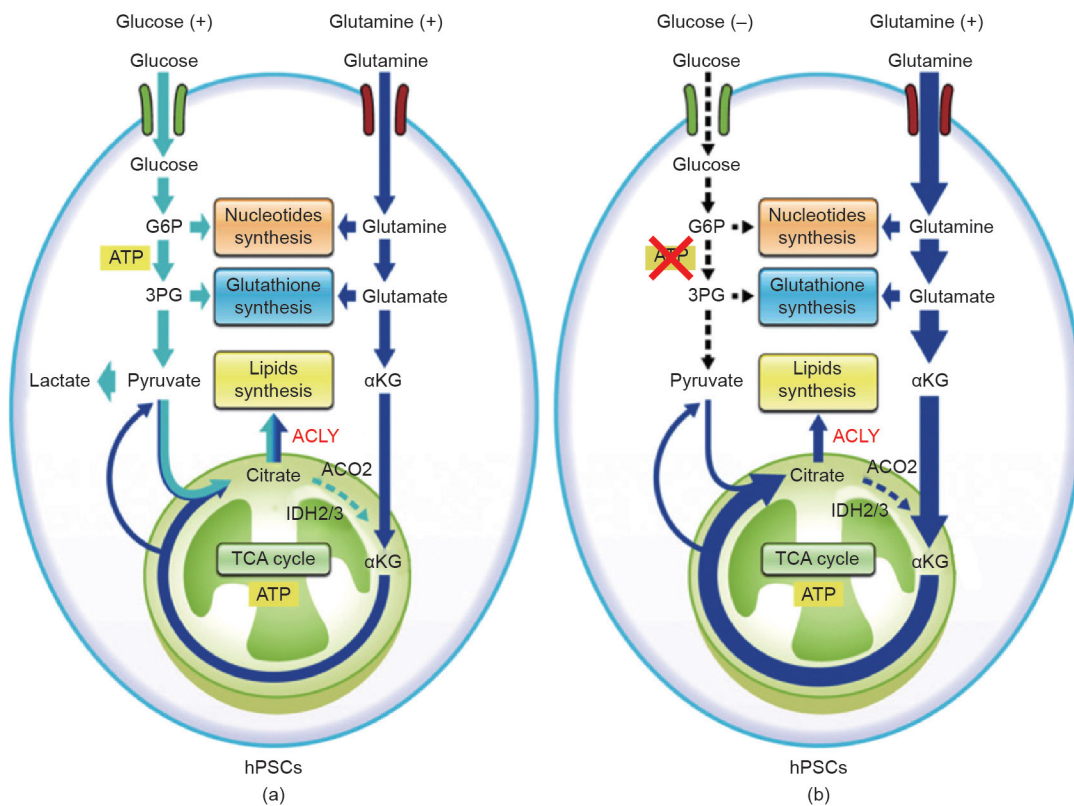 Glucose (+)
Glutamine (+)
Glucose
Glutamine
Glucose
G6P
Nucleotides
synthesis
Glutamine
ATP
3PG
Glutathione
synthesis
Glutamate
Lactate
Pyruvate
Lipids
synthesis
αKG
ACLY
Citrate
ACO2
IDH2/3
TCA cycle
αKG
ATP
hPSCs
(a)
Glucose (–)
Glutamine (+)
Glucose
Glutamine
Glucose
G6P
Nucleotides
synthesis
Glutamine
ATP
3PG
Glutathione
synthesis
Glutamate
Pyruvate
Lipids
synthesis
αKG
ACLY
Citrate
ACO2
IDH2/3
TCA cycle
αKG
ATP
hPSCs
(b)